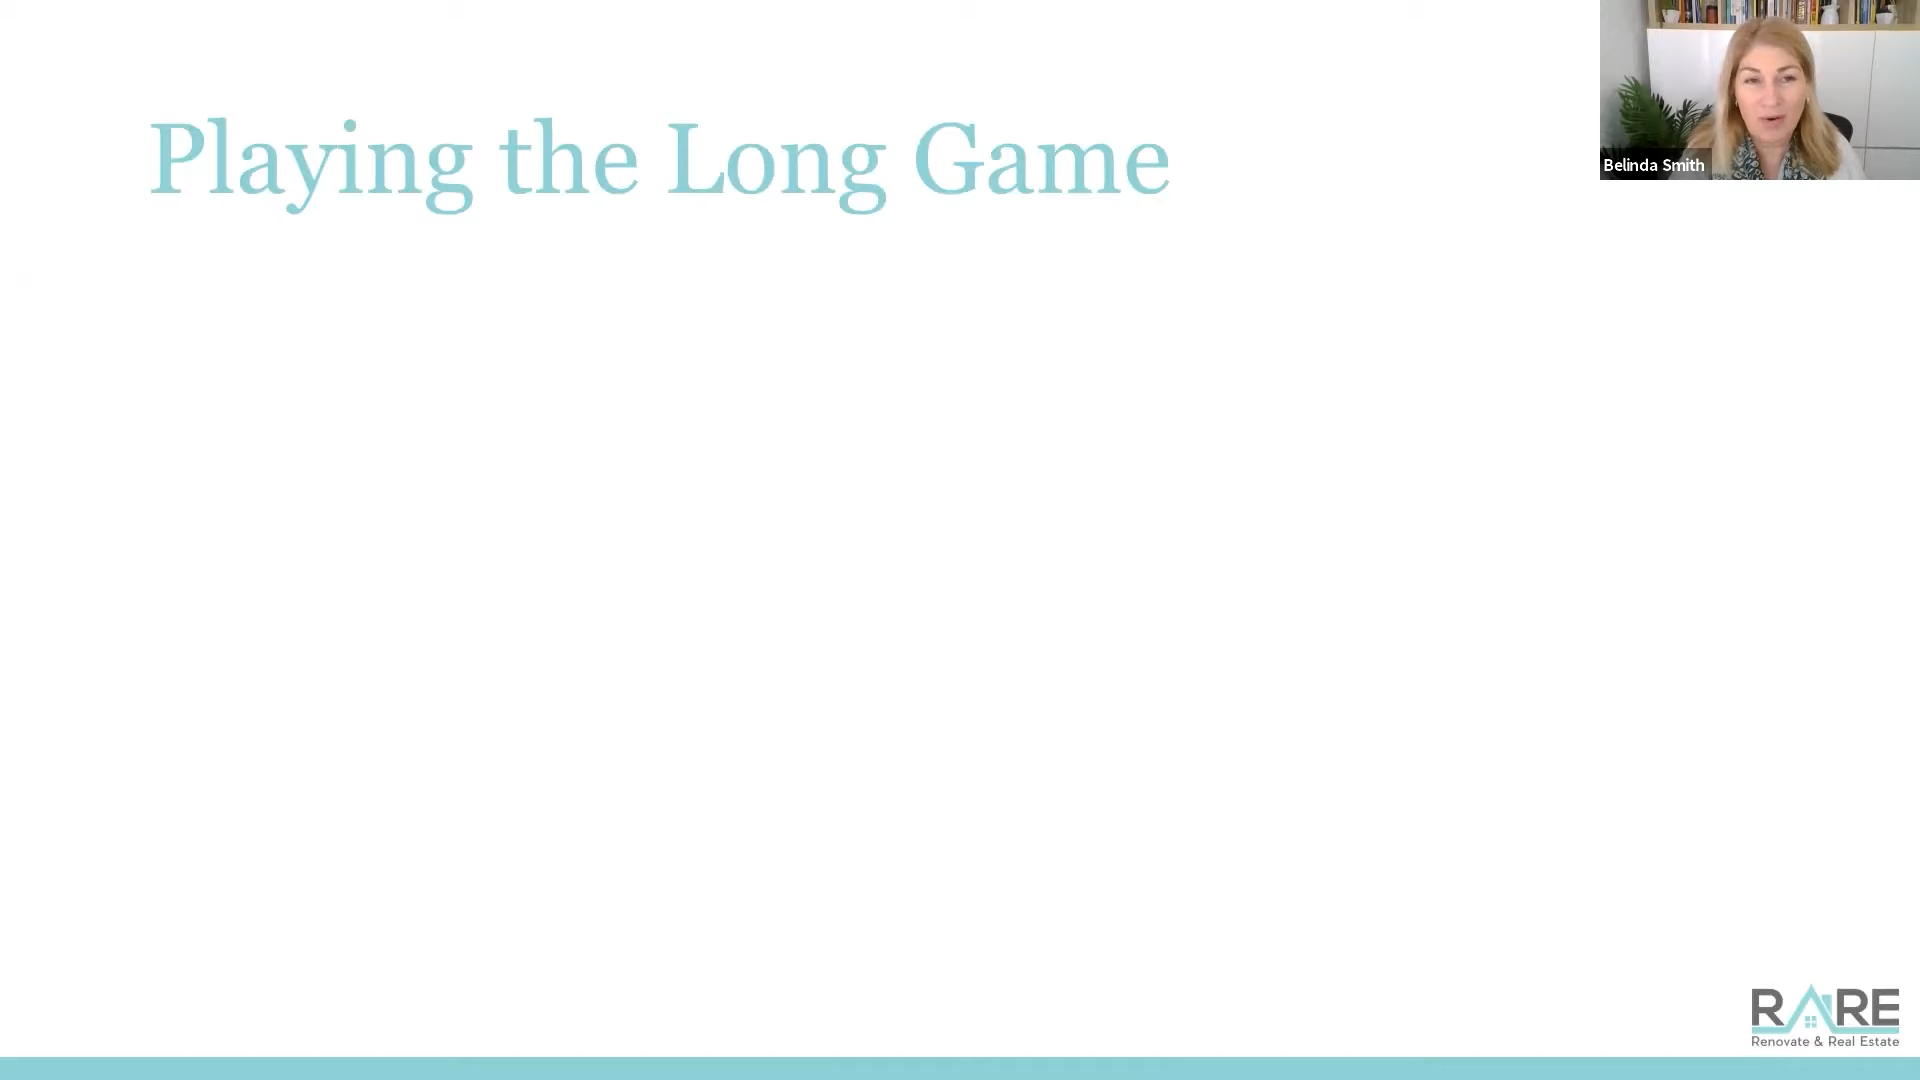 Playing the Long Game
Belinda Smith
RARE
Renovate & Real Estate